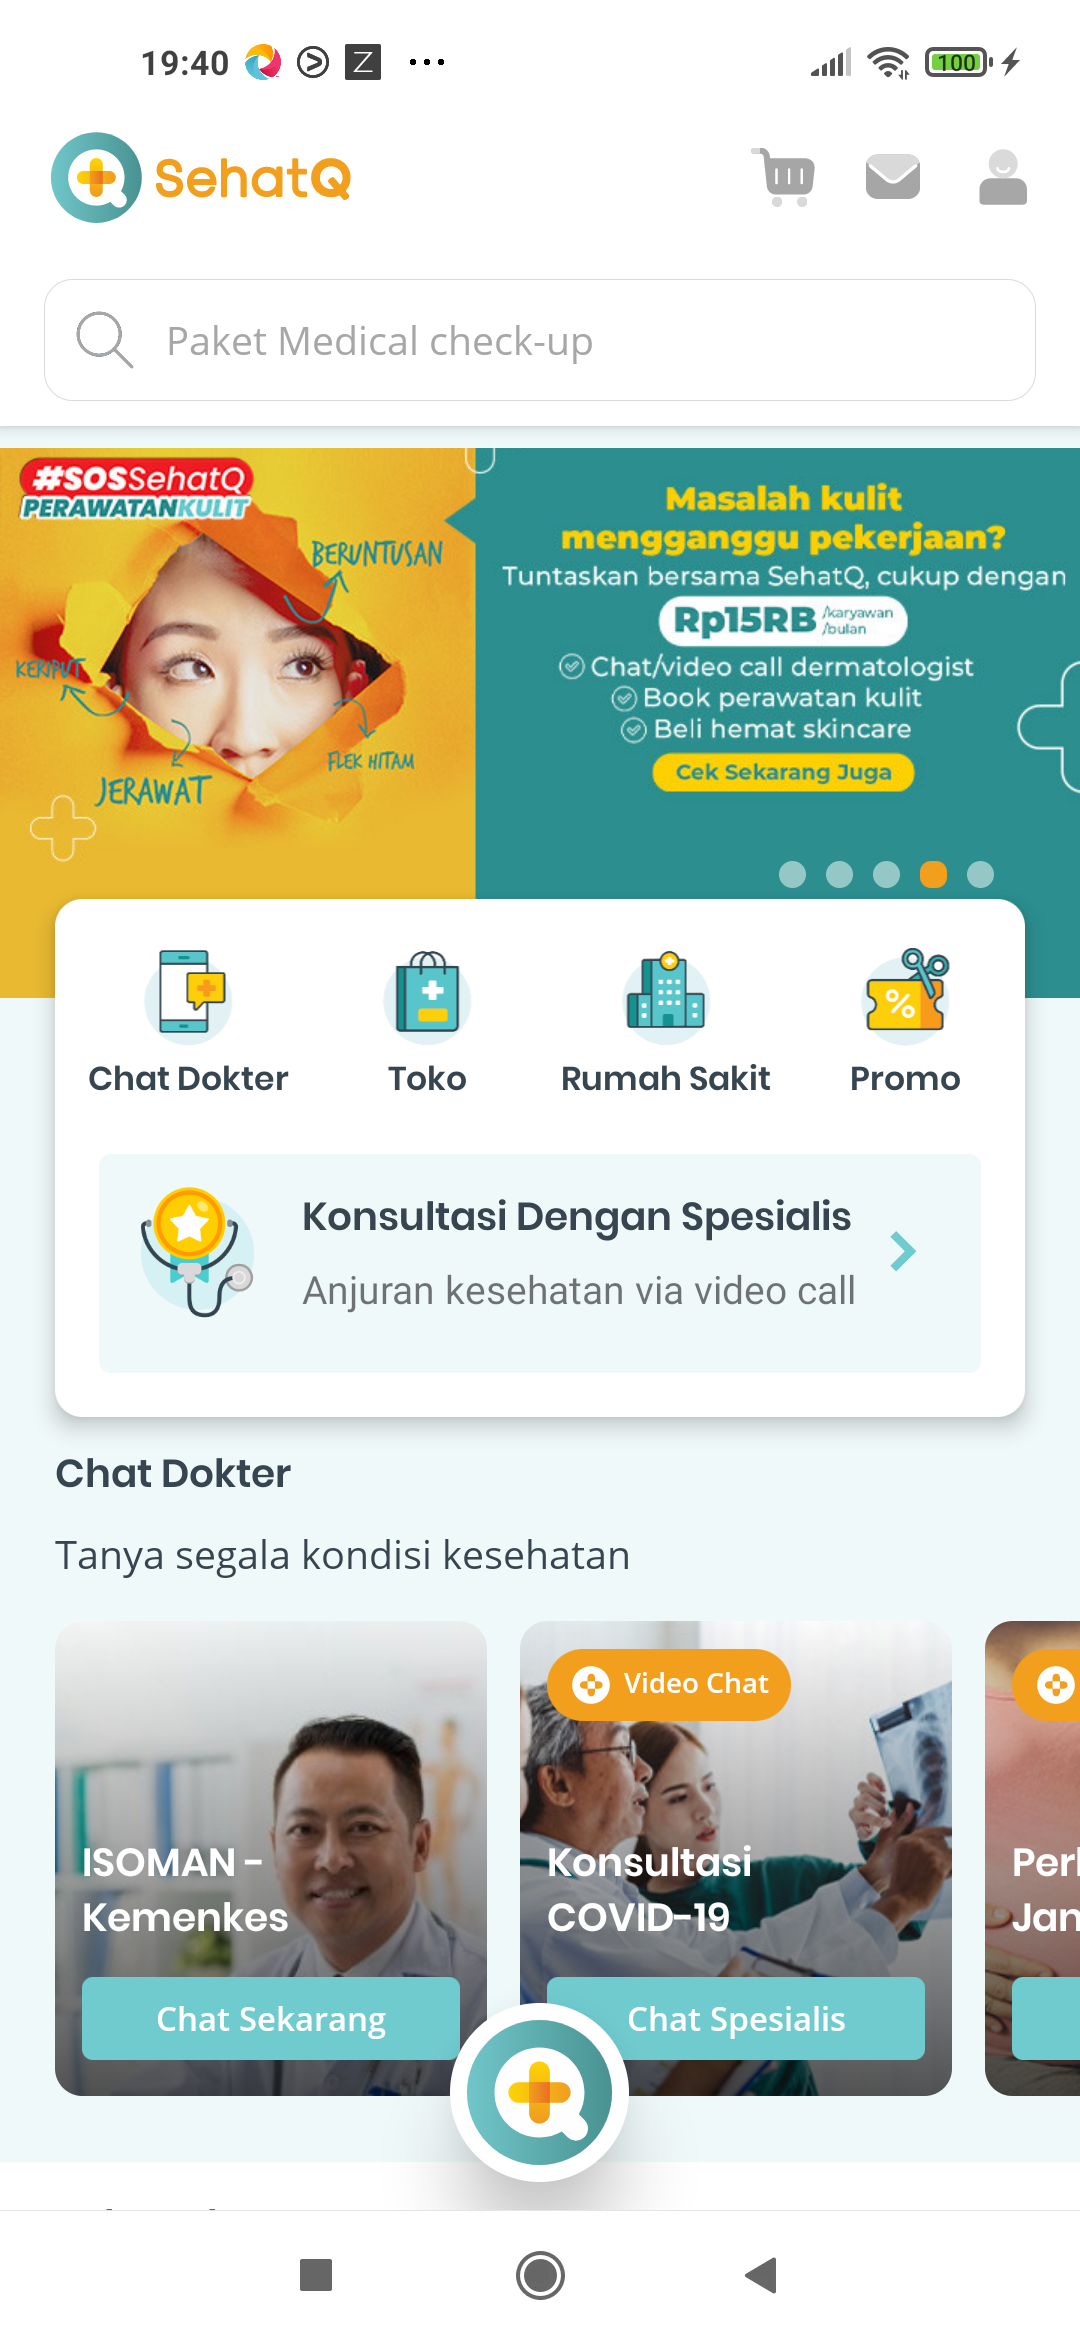 19:40
100
SehatQ
Paket Medical check-up
#SOSSehatQ
PERAWATANKULIT
BERUNTUSAN
KERIPUT
JERAWAT
FLEK HITAM
Masalah kulit
mengganggu pekerjaan?
Tuntaskan bersama SehatQ, cukup dengan
Rp15RB /karyawan /bulan
Chat/video call dermatologist
Book perawatan kulit
Beli hemat skincare
Cek Sekarang Juga
Chat Dokter
Toko
Rumah Sakit
Promo
Konsultasi Dengan Spesialis
Anjuran kesehatan via video call
Chat Dokter
Tanya segala kondisi kesehatan
ISOMAN -
Kemenkes
Chat Sekarang
Video Chat
Konsultasi
COVID-19
Chat Spesialis
Jan